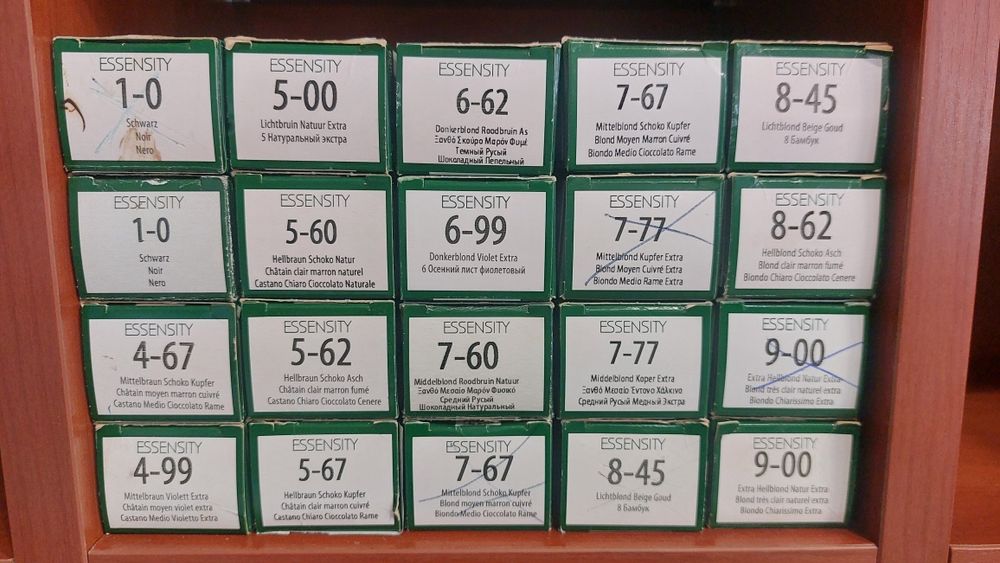 ESSENSITY
1-0
Schwarz
Noir
Nero
ESSENSITY
5-00
Lichtbruin Natuur Extra
5 Натуральный экстра
ESSENSITY
6-62
Donkerblond Roodbruin As
Ξανθό Σκούρο Μαρόν Φυμέ
Темный Русый
Шоколадный Пепельный
ESSENSITY
7-67
Mittelblond Schoko Kupfer
Blond Moyen Marron Cuivré
Biondo Medio Cioccolato Rame
ESSENSITY
8-45
Lichtblond Beige Goud
8 Бамбук
ESSENSITY
1-0
Schwarz
Noir
Nero
ESSENSITY
5-60
Hellbraun Schoko Natur
Châtain clair marron naturel
Castano Chiaro Cioccolato Naturale
ESSENSITY
6-99
Donkerblond Violet Extra
6 Осенний лист фиолетовый
ESSENSITY
7-77
Mittelblond Kupfer Extra
Blond Moyen Cuivré Extra
Biondo Medio Rame Extra
ESSENSITY
8-62
Hellblond Schoko Asch
Blond clair marron fumé
Biondo Chiaro Cioccolato Cenere
ESSENSITY
4-67
Mittelbraun Schoko Kupfer
Châtain moyen marron cuivré
Castano Medio Cioccolato Rame
ESSENSITY
5-62
Hellbraun Schoko Asch
Châtain clair marron fumé
Castano Chiaro Cioccolato Cenere
ESSENSITY
7-60
Middelblond Roodbruin Natuur
Ξανθό Μεσαίο Μαρόν Φυσικό
Средний Русый
Шоколадный Натуральный
ESSENSITY
7-77
Middelblond Koper Extra
Ξανθό Μεσαίο Έντονο Χάλκινο
Средний Русый Медный Экстра
ESSENSITY
9-00
Extra Hellblond Natur Extra
Blond très clair naturel extra
Biondo Chiarissimo Extra
ESSENSITY
4-99
Mittelbraun Violett Extra
Châtain moyen violet extra
Castano Medio Violetto Extra
ESSENSITY
5-67
Hellbraun Schoko Kupfer
Châtain clair marron cuivré
Castano Chiaro Cioccolato Rame
ESSENSITY
7-67
Mittelblond Schoko Kupfer
Blond moyen marron cuivré
Biondo Medio Cioccolato Rame
ESSENSITY
8-45
Lichtblond Beige Goud
8 Бамбук
ESSENSITY
9-00
Extra Hellblond Natur Extra
Blond très clair naturel extra
Biondo Chiarissimo Extra